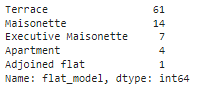 Terrace 61
Maisonette 14
Executive Maisonette 7
Apartment 4
Adjoined flat 1
Name: flat_model, dtype: int64